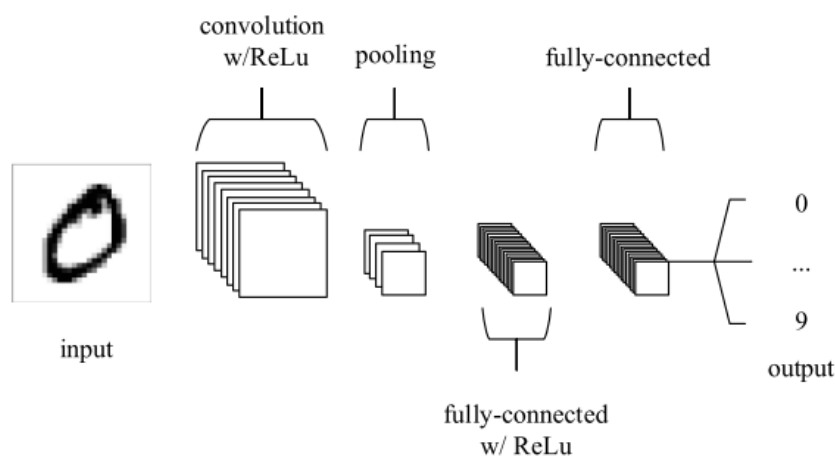 convolution
w/ReLu
pooling
fully-connected
input
0
...
9
output
fully-connected
w/ ReLu